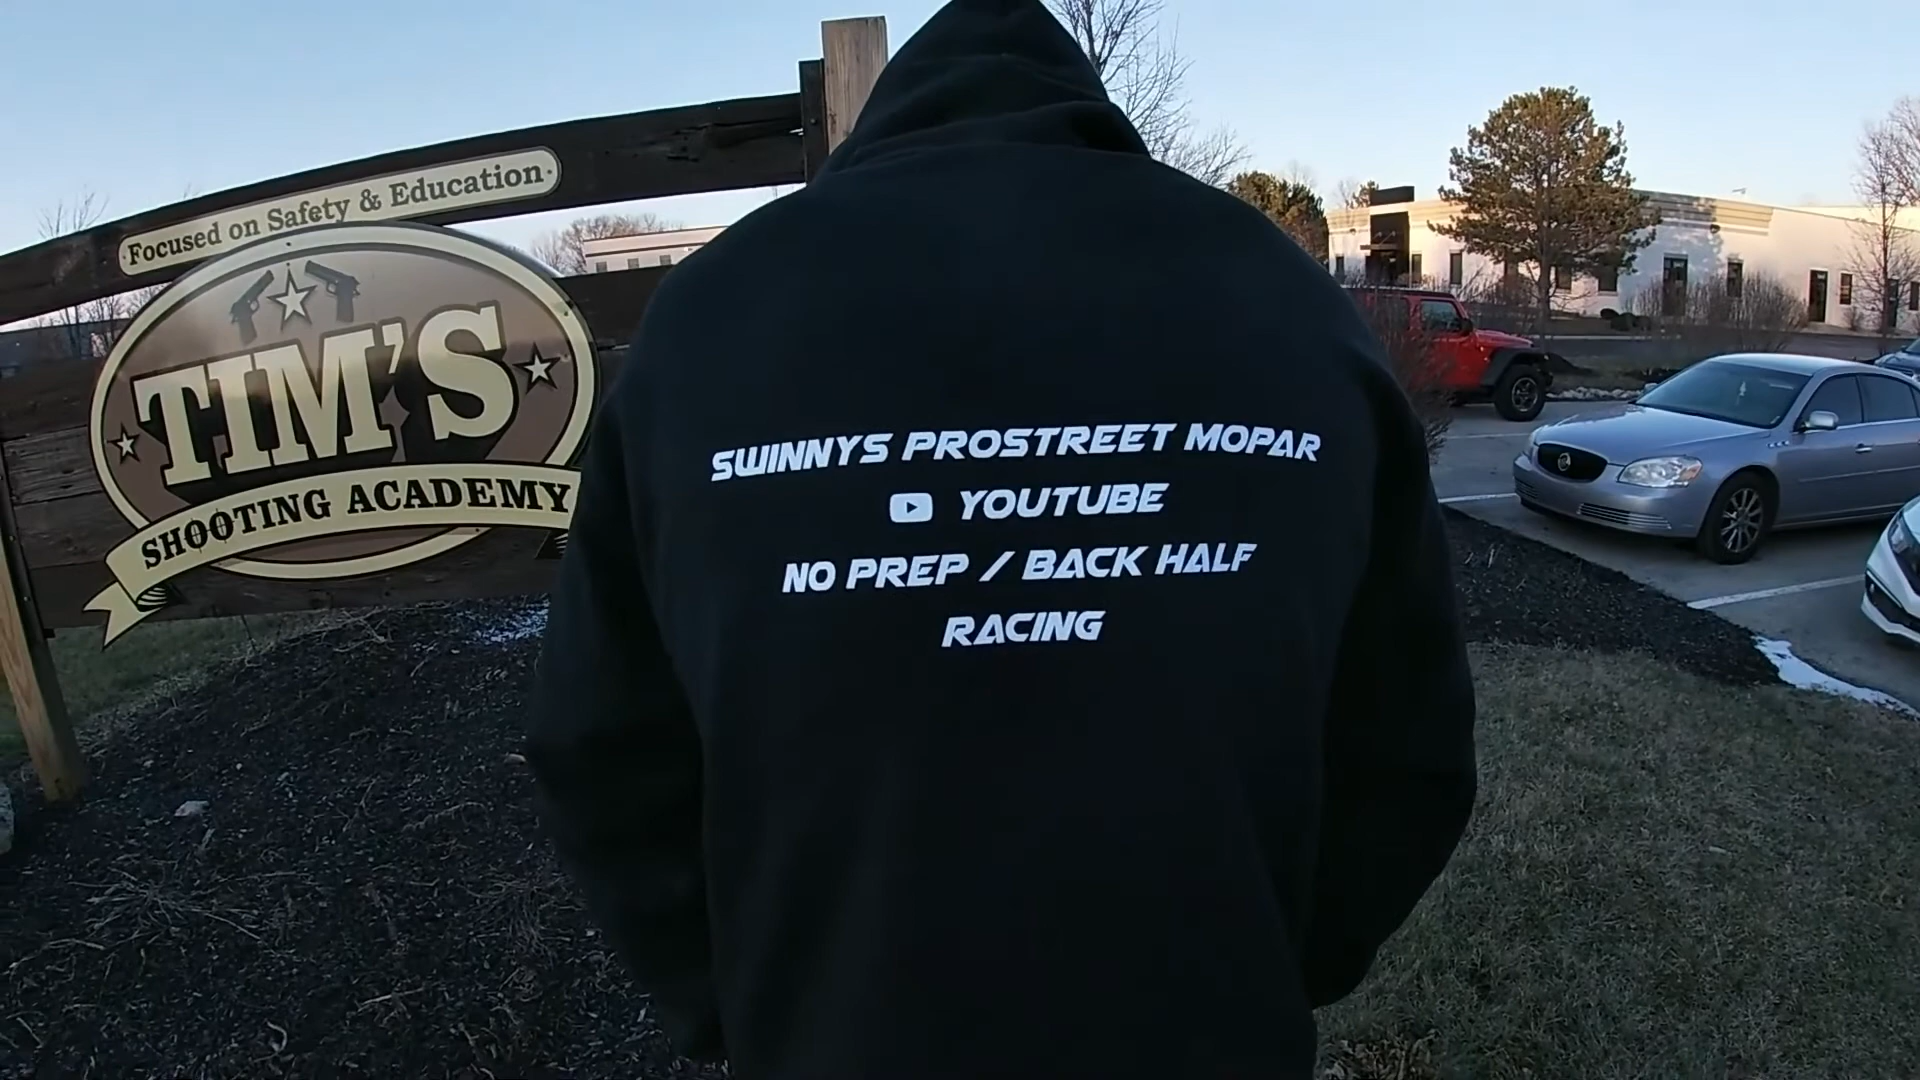 Focused on Safety & Education
TIM'S
SHOOTING ACADEMY
SWINNYS PROSTREET MOPAR
YOUTUBE
NO PREP / BACK HALF
RACING